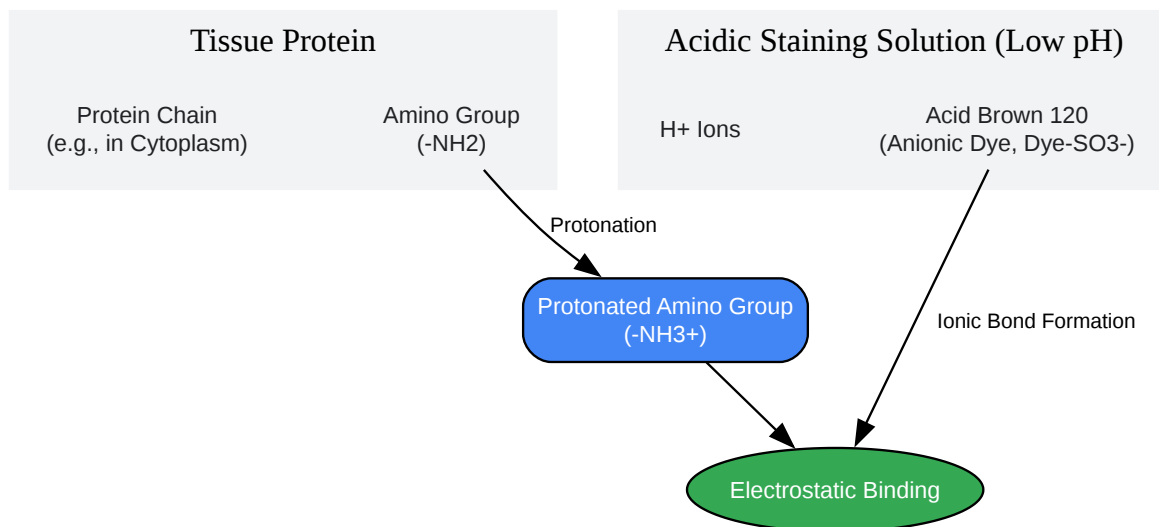 Tissue Protein
Acidic Staining Solution (Low pH)
Protein Chain
(e.g., in Cytoplasm)
Amino Group
(-NH2)
H+ Ions
Acid Brown 120
(Anionic Dye, Dye-SO3-)
Protonation
Protonated Amino Group
(-NH3+)
Ionic Bond Formation
Electrostatic Binding